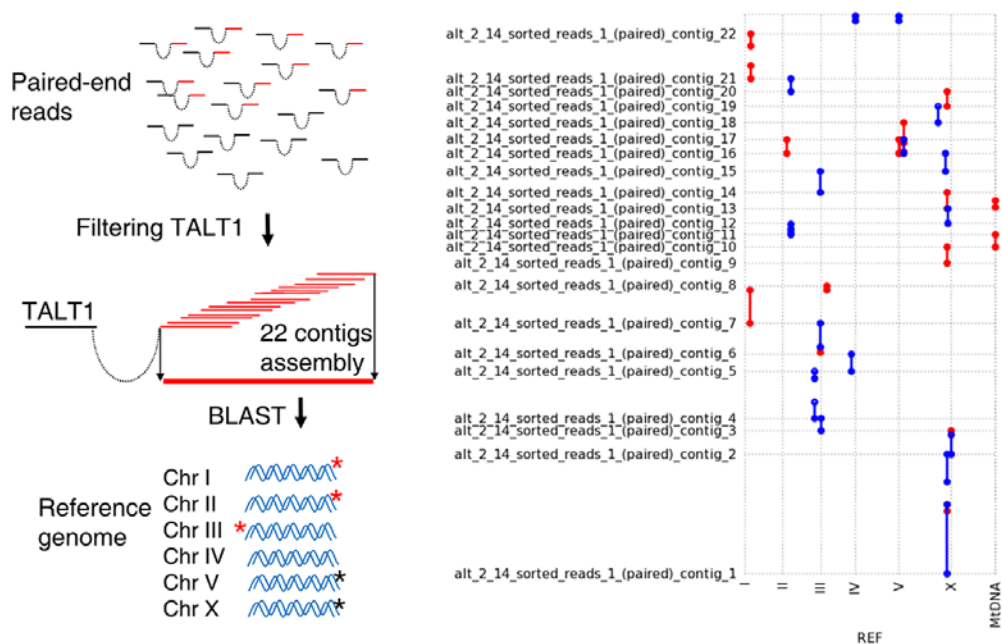 Paired-end
reads
Filtering TALT1
TALT1
22 contigs
assembly
BLAST
Reference
genome
Chr I
Chr II
Chr III
Chr IV
Chr V
Chr X
*
*
*
*
*
alt_2_14_sorted_reads_1_(paired)_contig_22
alt_2_14_sorted_reads_1_(paired)_contig_21
alt_2_14_sorted_reads_1_(paired)_contig_20
alt_2_14_sorted_reads_1_(paired)_contig_19
alt_2_14_sorted_reads_1_(paired)_contig_18
alt_2_14_sorted_reads_1_(paired)_contig_17
alt_2_14_sorted_reads_1_(paired)_contig_16
alt_2_14_sorted_reads_1_(paired)_contig_15
alt_2_14_sorted_reads_1_(paired)_contig_14
alt_2_14_sorted_reads_1_(paired)_contig_13
alt_2_14_sorted_reads_1_(paired)_contig_12
alt_2_14_sorted_reads_1_(paired)_contig_11
alt_2_14_sorted_reads_1_(paired)_contig_10
alt_2_14_sorted_reads_1_(paired)_contig_9
alt_2_14_sorted_reads_1_(paired)_contig_8
alt_2_14_sorted_reads_1_(paired)_contig_7
alt_2_14_sorted_reads_1_(paired)_contig_6
alt_2_14_sorted_reads_1_(paired)_contig_5
alt_2_14_sorted_reads_1_(paired)_contig_4
alt_2_14_sorted_reads_1_(paired)_contig_3
alt_2_14_sorted_reads_1_(paired)_contig_2
alt_2_14_sorted_reads_1_(paired)_contig_1
I
II
III
IV
V
X
MtDNA
REF